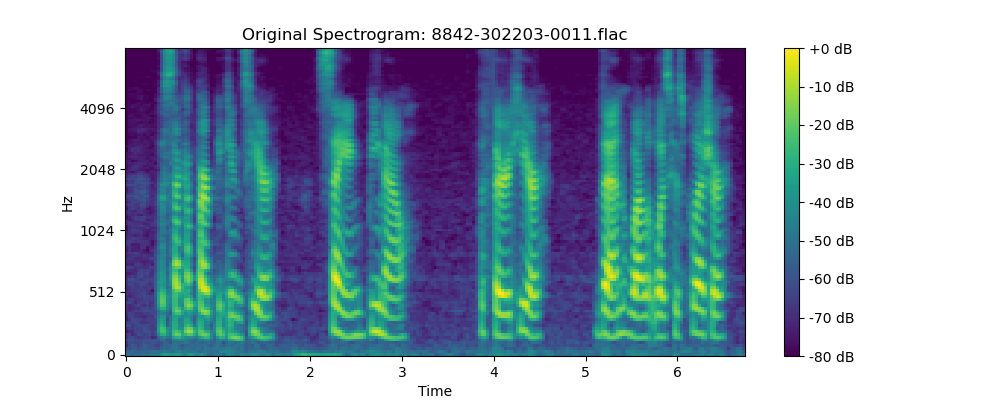 Original Spectrogram: 8842-302203-0011.flac
Hz
4096
2048
1024
512
0
0 1 2 3 4 5 6
Time
+0 dB
-10 dB
-20 dB
-30 dB
-40 dB
-50 dB
-60 dB
-70 dB
-80 dB